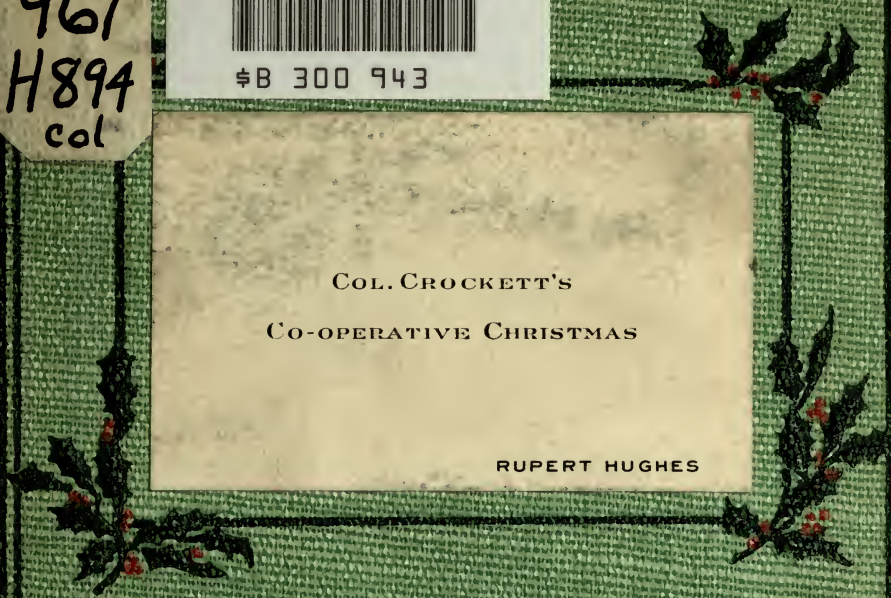 961
H894
col
$B 300 943
COL. CROCKETT'S
CO-OPERATIVE CHRISTMAS
RUPERT HUGHES